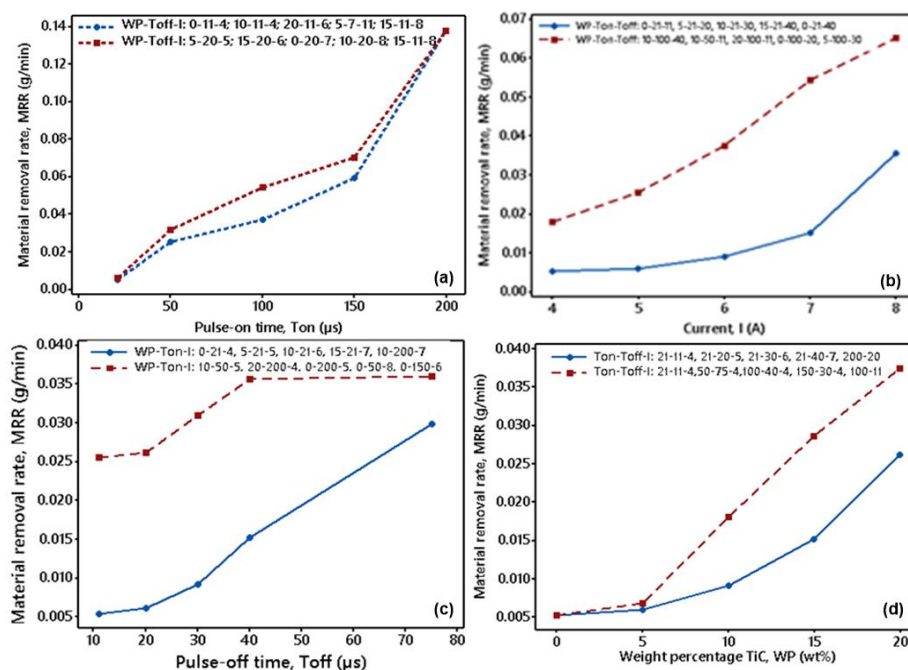 WP-Toff-I: 0-11-4; 10-11-4; 20-11-6; 5-7-11; 15-11-8
WP-Toff-I: 5-20-5; 15-20-6; 0-20-7; 10-20-8; 15-11-8
Material removal rate, MRR (g/min)
0.14
0.12
0.10
0.08
0.06
0.04
0.02
0.00
0
50
100
150
200
Pulse-on time, Ton (µs)
(a)
WP-Ton-Toff: 0-21-11, 5-21-20, 10-21-30, 15-21-40, 0-21-40
WP-Ton-Toff: 10-100-40, 10-50-11, 20-100-11, 0-100-20, 5-100-30
Material removal rate, MRR (g/min)
0.07
0.06
0.05
0.04
0.03
0.02
0.01
0.00
4
5
6
7
8
Current, I (A)
(b)
WP-Ton-I: 0-21-4, 5-21-5, 10-21-6, 15-21-7, 10-200-7
WP-Ton-I: 10-50-5, 20-200-4, 0-200-5, 0-50-8, 0-150-6
Material removal rate, MRR (g/min)
0.040
0.035
0.030
0.025
0.020
0.015
0.010
0.005
10
20
30
40
50
60
70
80
Pulse-off time, Toff (µs)
(c)
Ton-Toff-I: 21-11-4, 21-20-5, 21-30-6, 21-40-7, 200-20
Ton-Toff-I: 21-11-4,50-75-4,100-40-4, 150-30-4, 100-11
Material removal rate, MRR (g/min)
0.040
0.035
0.030
0.025
0.020
0.015
0.010
0.005
0
5
10
15
20
Weight percentage TiC, WP (wt%)
(d)